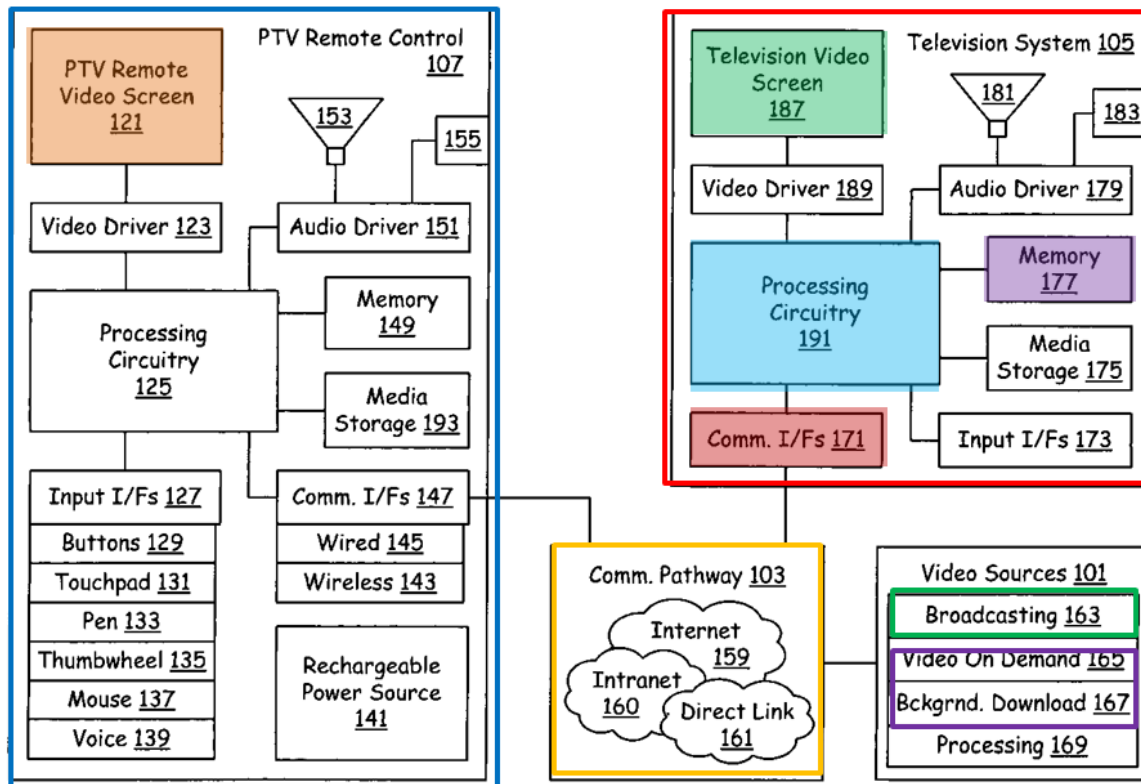 PTV Remote Control
107
PTV Remote
Video Screen
121
153
155
Video Driver 123
Audio Driver 151
Processing
Circuitry
125
Memory
149
Media
Storage 193
Input I/Fs 127
Buttons 129
Touchpad 131
Pen 133
Thumbwheel 135
Mouse 137
Voice 139
Comm. I/Fs 147
Wired 145
Wireless 143
Rechargeable
Power Source
141
Television System 105
Television Video
Screen
187
181
183
Video Driver 189
Audio Driver 179
Processing
Circuitry
191
Memory
177
Media
Storage 175
Comm. I/Fs 171
Input I/Fs 173
Comm. Pathway 103
Internet
159
Intranet
160
Direct Link
161
Video Sources 101
Broadcasting 163
Video On Demand 165
Bckgrnd. Download 167
Processing 169